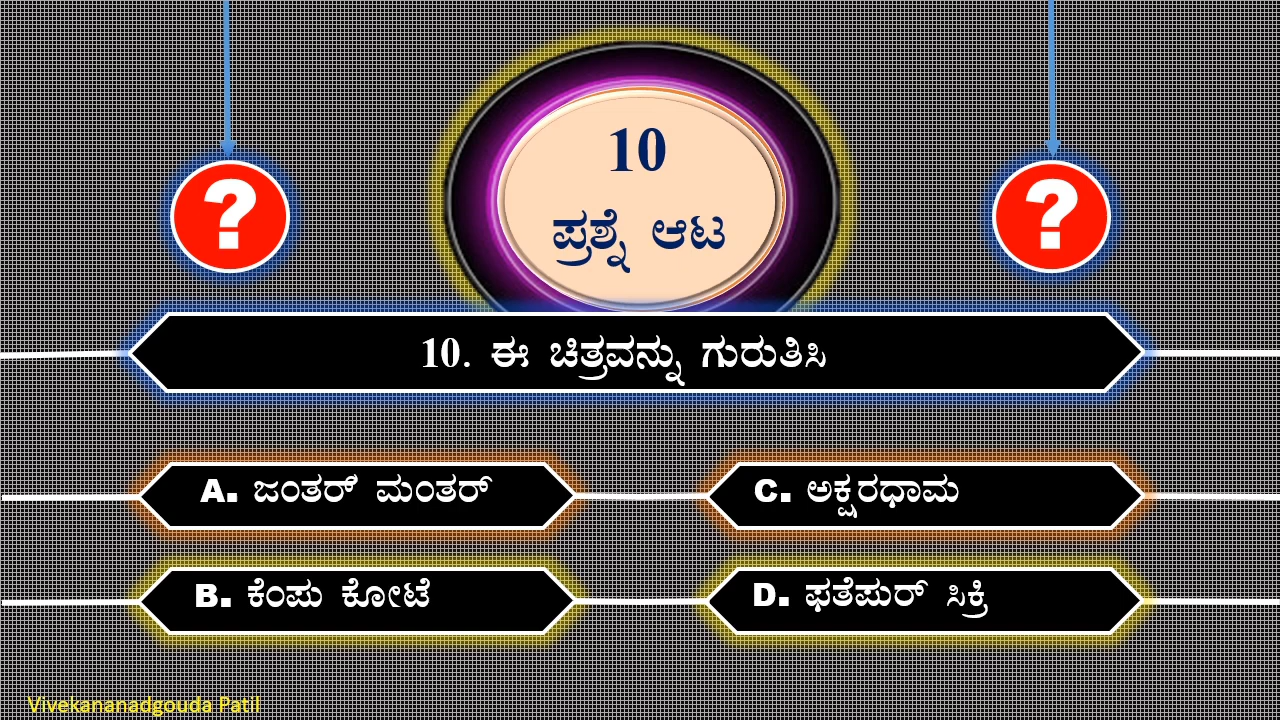 10
ಪ್ರಶ್ನೆ ಆಟ
?
?
10. ಈ ಚಿತ್ರವನ್ನು ಗುರುತಿಸಿ
A. ಜಂತರ್ ಮಂತರ್
C. ಅಕ್ಷರಧಾಮ
B. ಕೆಂಪು ಕೋಟೆ
D. ಫತೆಪುರ್ ಸಿಕ್ರಿ
Vivekananadgouda Patil